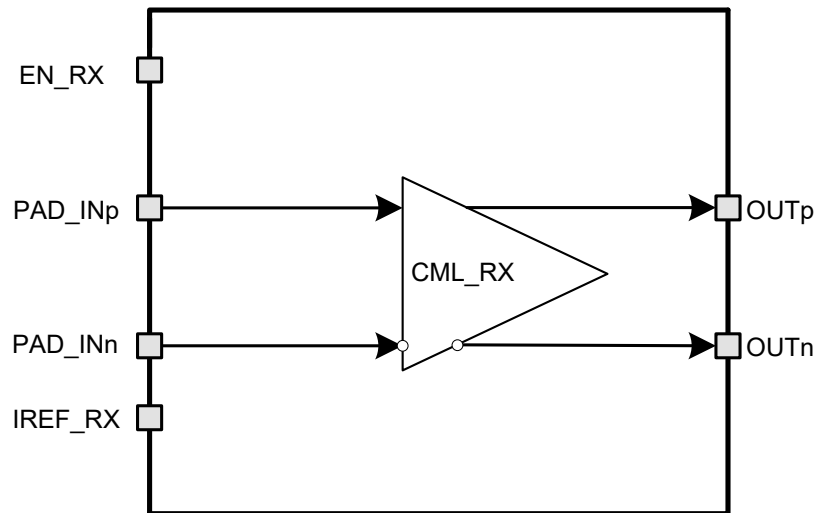 EN_RX
PAD_INp
OUTp
CML_RX
PAD_INn
OUTn
IREF_RX